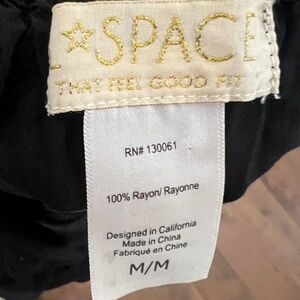 L*SPACE
THAT FEEL GOOD FIT
RN# 130061
100% Rayon/ Rayonne
Designed in California
Made in China
Fabriqué en Chine
M/M